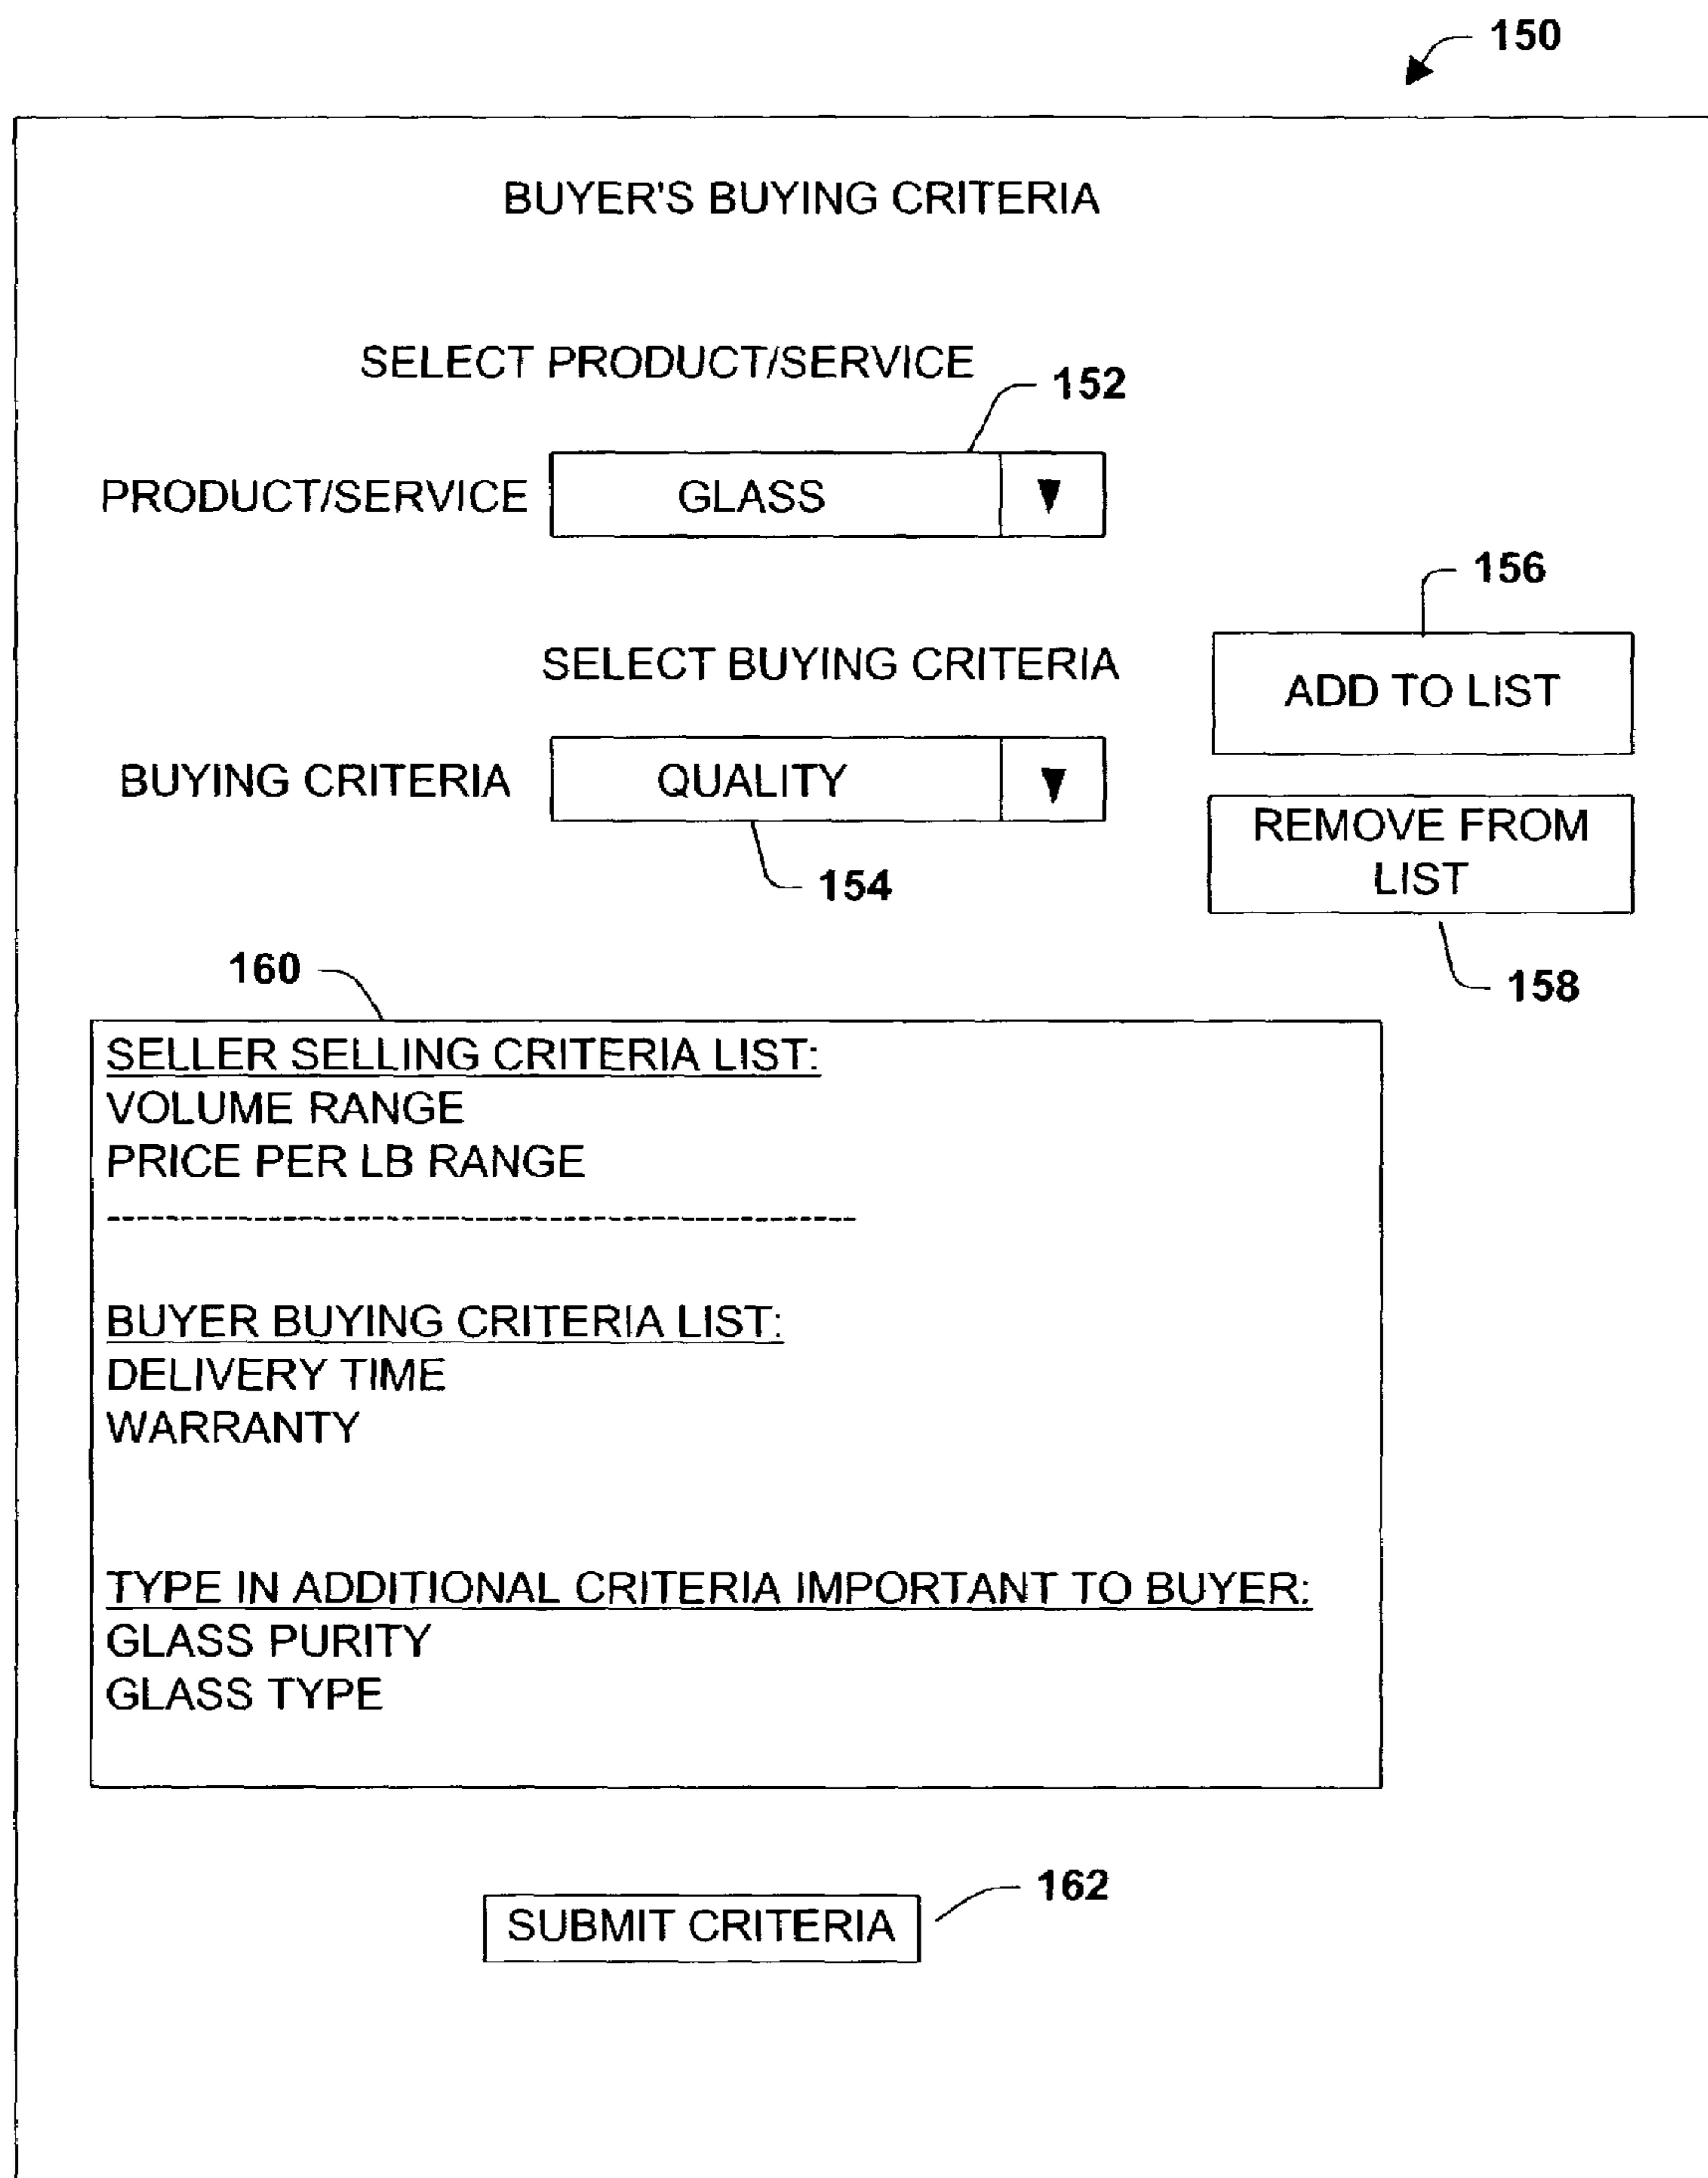 150
BUYER'S BUYING CRITERIA
SELECT PRODUCT/SERVICE
152
PRODUCT/SERVICE GLASS
156
SELECT BUYING CRITERIA
ADD TO LIST
BUYING CRITERIA QUALITY
REMOVE FROM
LIST
154
160
158
SELLER SELLING CRITERIA LIST:
VOLUME RANGE
PRICE PER LB RANGE
--------------------------------------------------
BUYER BUYING CRITERIA LIST:
DELIVERY TIME
WARRANTY
TYPE IN ADDITIONAL CRITERIA IMPORTANT TO BUYER:
GLASS PURITY
GLASS TYPE
162
SUBMIT CRITERIA